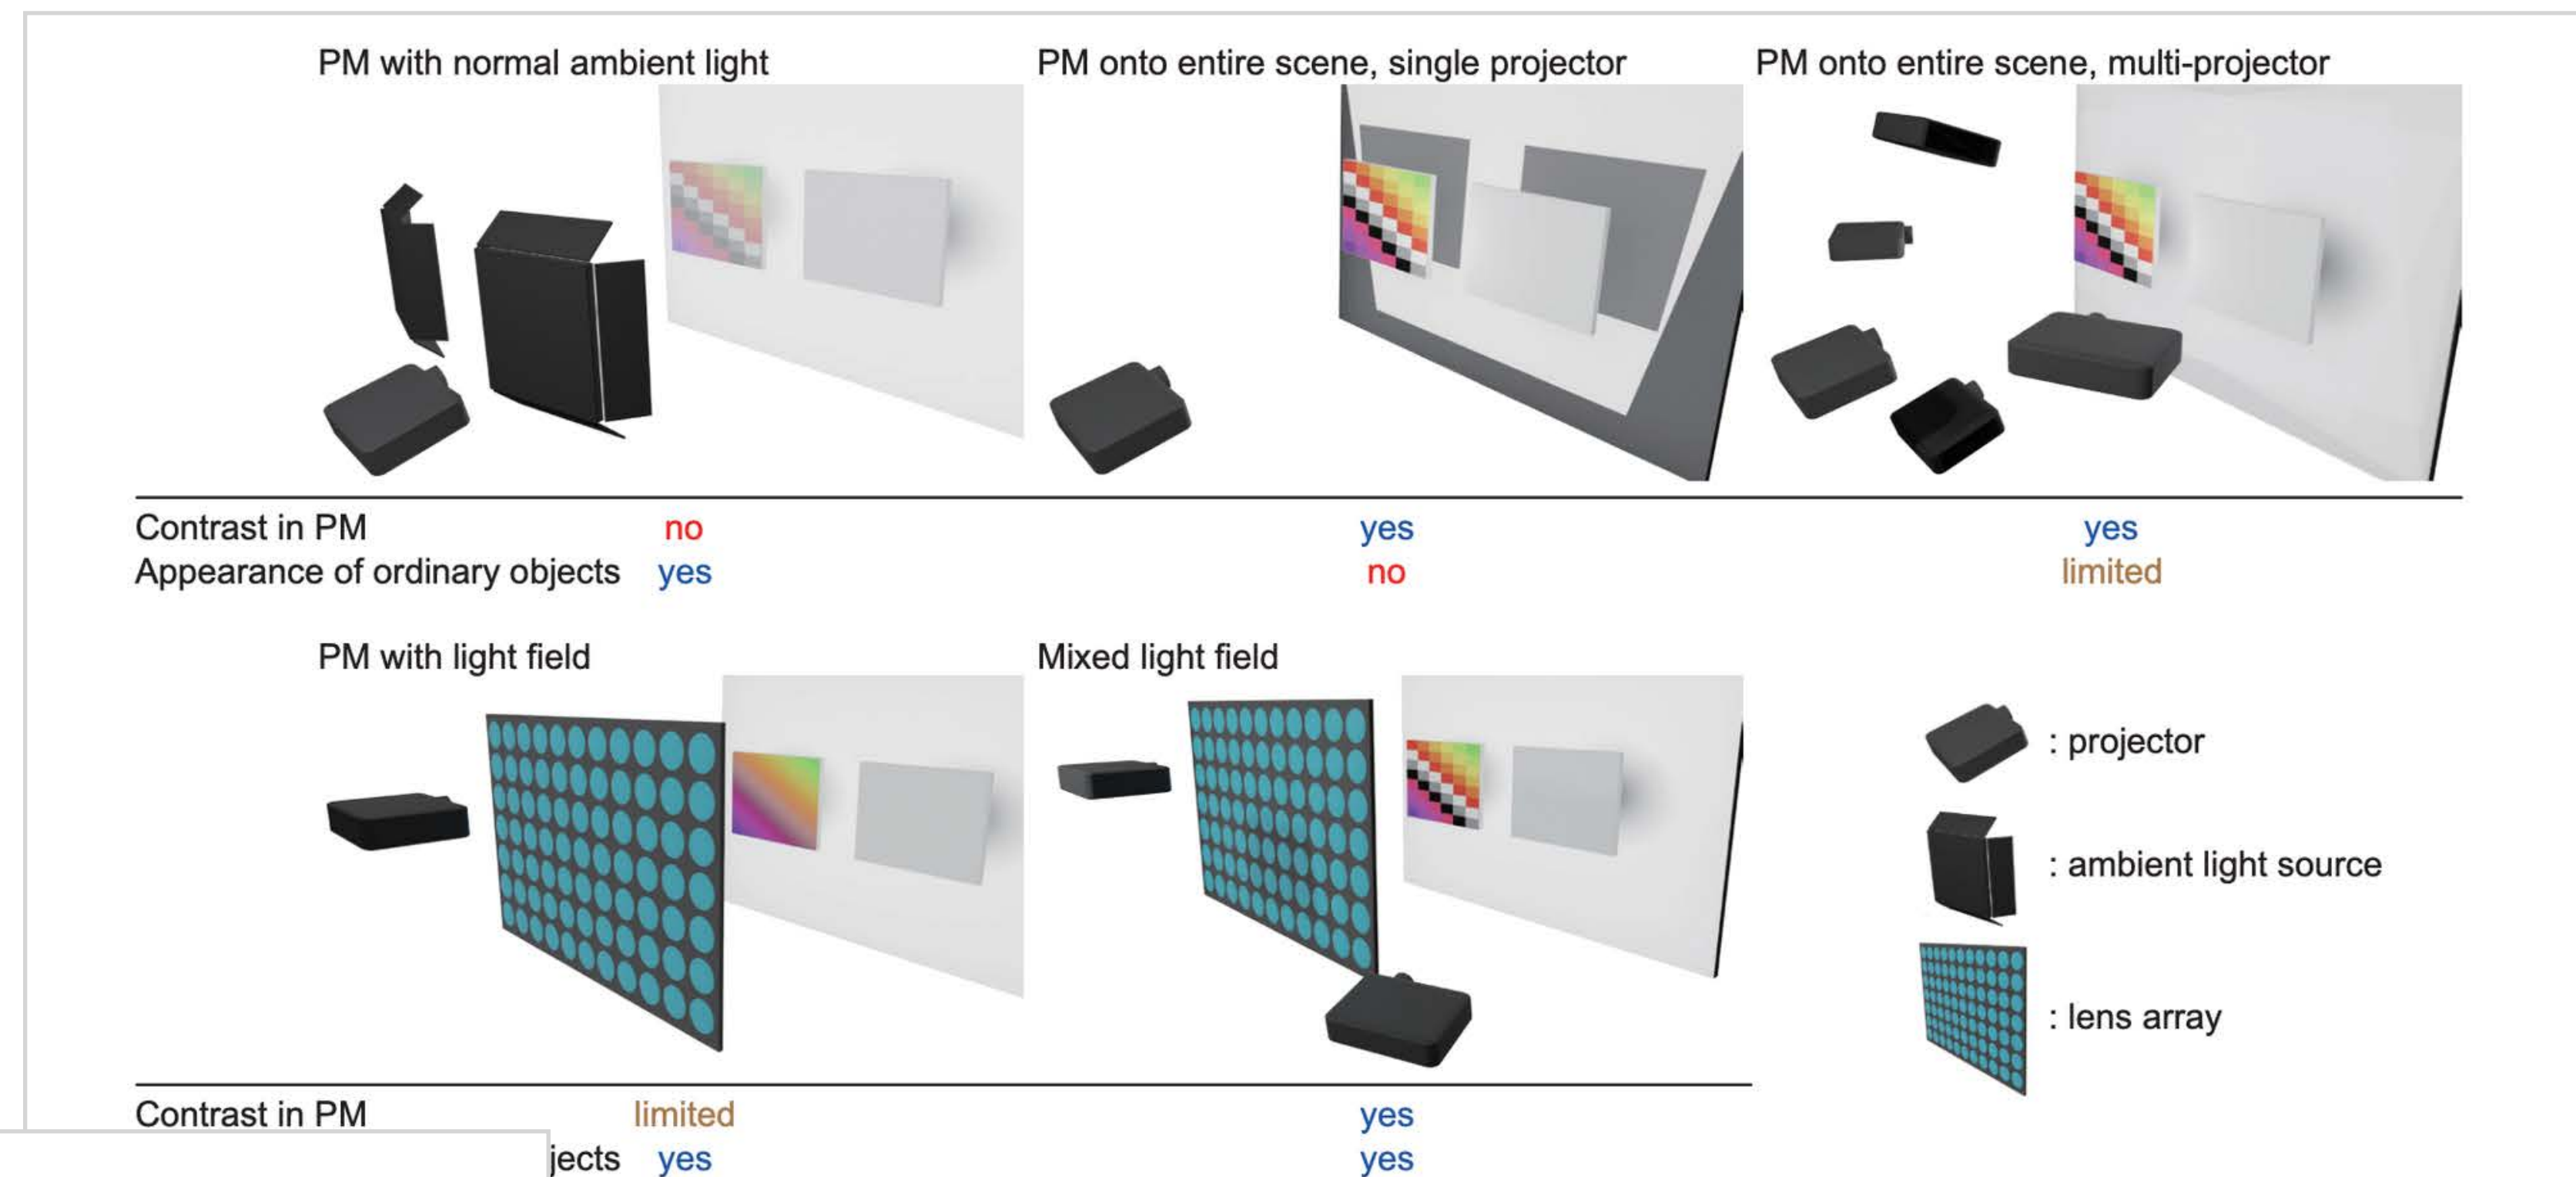 PM with normal ambient light
PM onto entire scene, single projector
PM onto entire scene, multi-projector
Contrast in PM no yes yes
Appearance of ordinary objects yes no limited
PM with light field
Mixed light field
: projector
: ambient light source
: lens array
Contrast in PM limited yes
jects yes yes